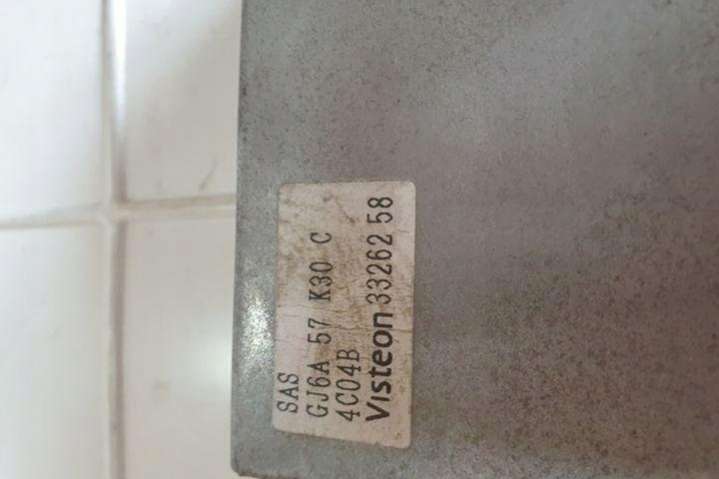 SAS
GJ6A 57 K30 C
4C04B
Visteon 33262 58